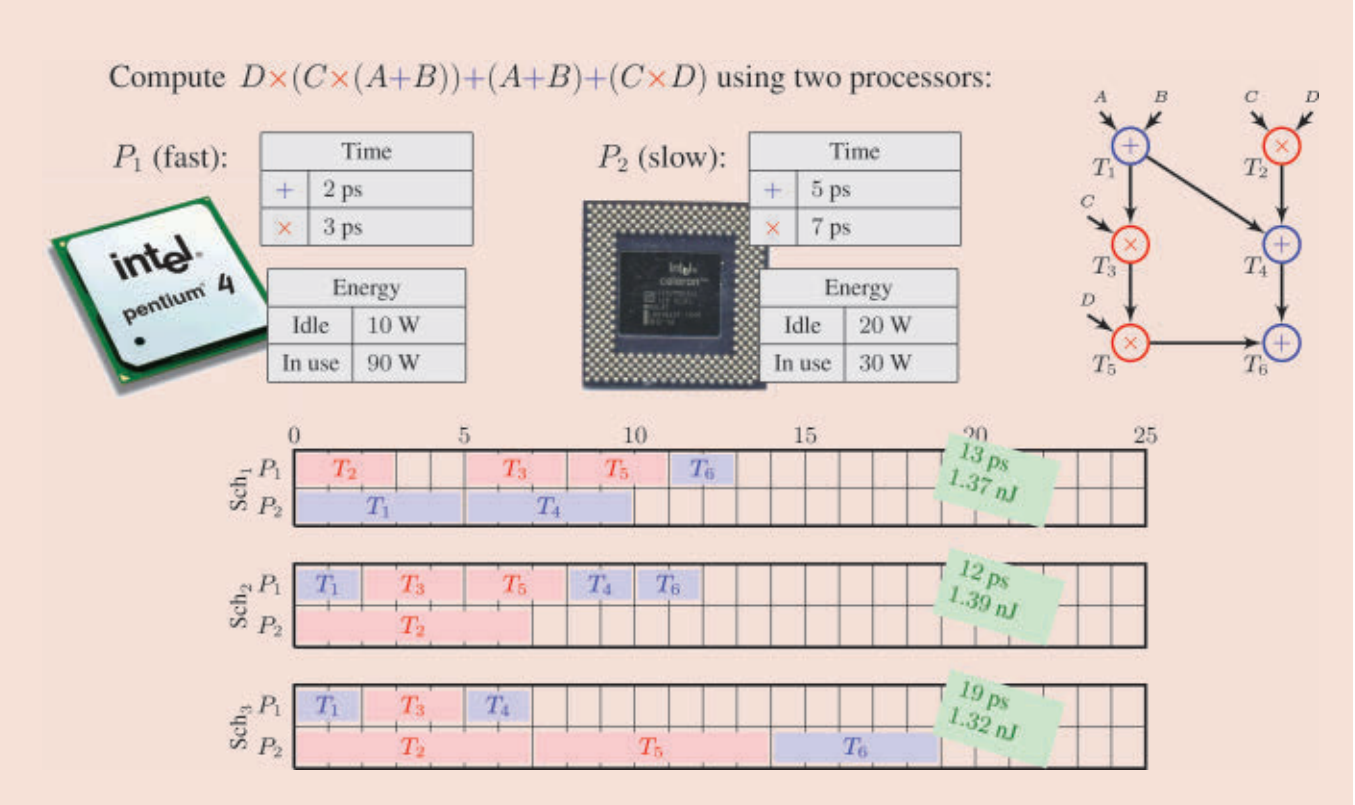 Compute D×(C×(A+B))+(A+B)+(C×D) using two processors:
P₁ (fast):
Time
+ 2 ps
× 3 ps
Energy
Idle 10 W
In use 90 W
intel
pentium 4
P₂ (slow):
Time
+ 5 ps
× 7 ps
Energy
Idle 20 W
In use 30 W
intel
celeron™
A B C D
+ ×
T₁ T₂
C
× +
T₃ T₄
D
× +
T₅ T₆
0 5 10 15 20 25
Sch₁
P₁ T₂ T₃ T₅ T₆
P₂ T₁ T₄
13 ps
1.37 nJ
Sch₂
P₁ T₁ T₃ T₅ T₄ T₆
P₂ T₂
12 ps
1.39 nJ
Sch₃
P₁ T₁ T₃ T₄
P₂ T₂ T₅ T₆
19 ps
1.32 nJ